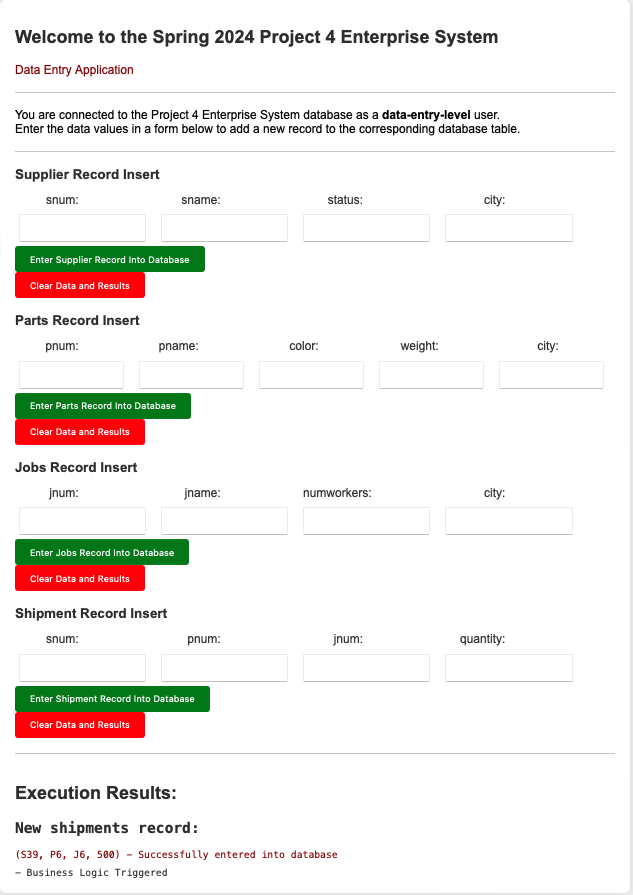 Welcome to the Spring 2024 Project 4 Enterprise System
Data Entry Application
You are connected to the Project 4 Enterprise System database as a data-entry-level user.
Enter the data values in a form below to add a new record to the corresponding database table.
Supplier Record Insert
snum: sname: status: city:
Enter Supplier Record Into Database
Clear Data and Results
Parts Record Insert
pnum: pname: color: weight: city:
Enter Parts Record Into Database
Clear Data and Results
Jobs Record Insert
jnum: jname: numworkers: city:
Enter Jobs Record Into Database
Clear Data and Results
Shipment Record Insert
snum: pnum: jnum: quantity:
Enter Shipment Record Into Database
Clear Data and Results
Execution Results:
New shipments record:
(S39, P6, J6, 500) – Successfully entered into database
– Business Logic Triggered